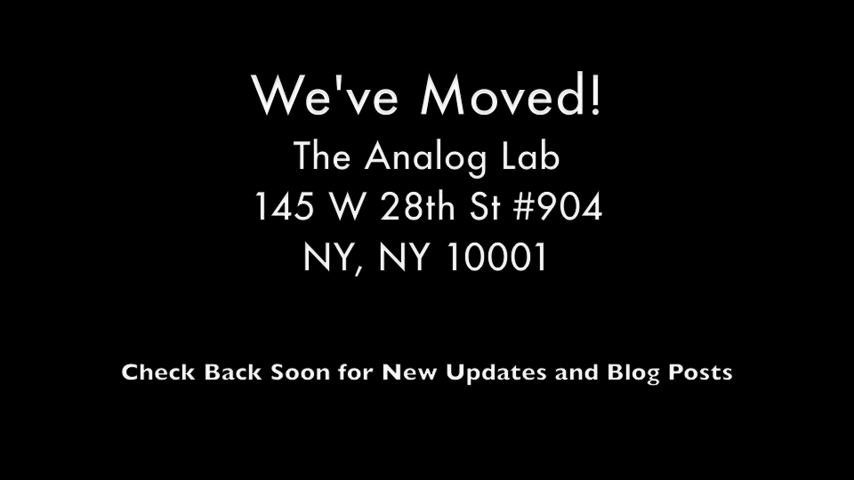 We've Moved!
The Analog Lab
145 W 28th St #904
NY, NY 10001
Check Back Soon for New Updates and Blog Posts